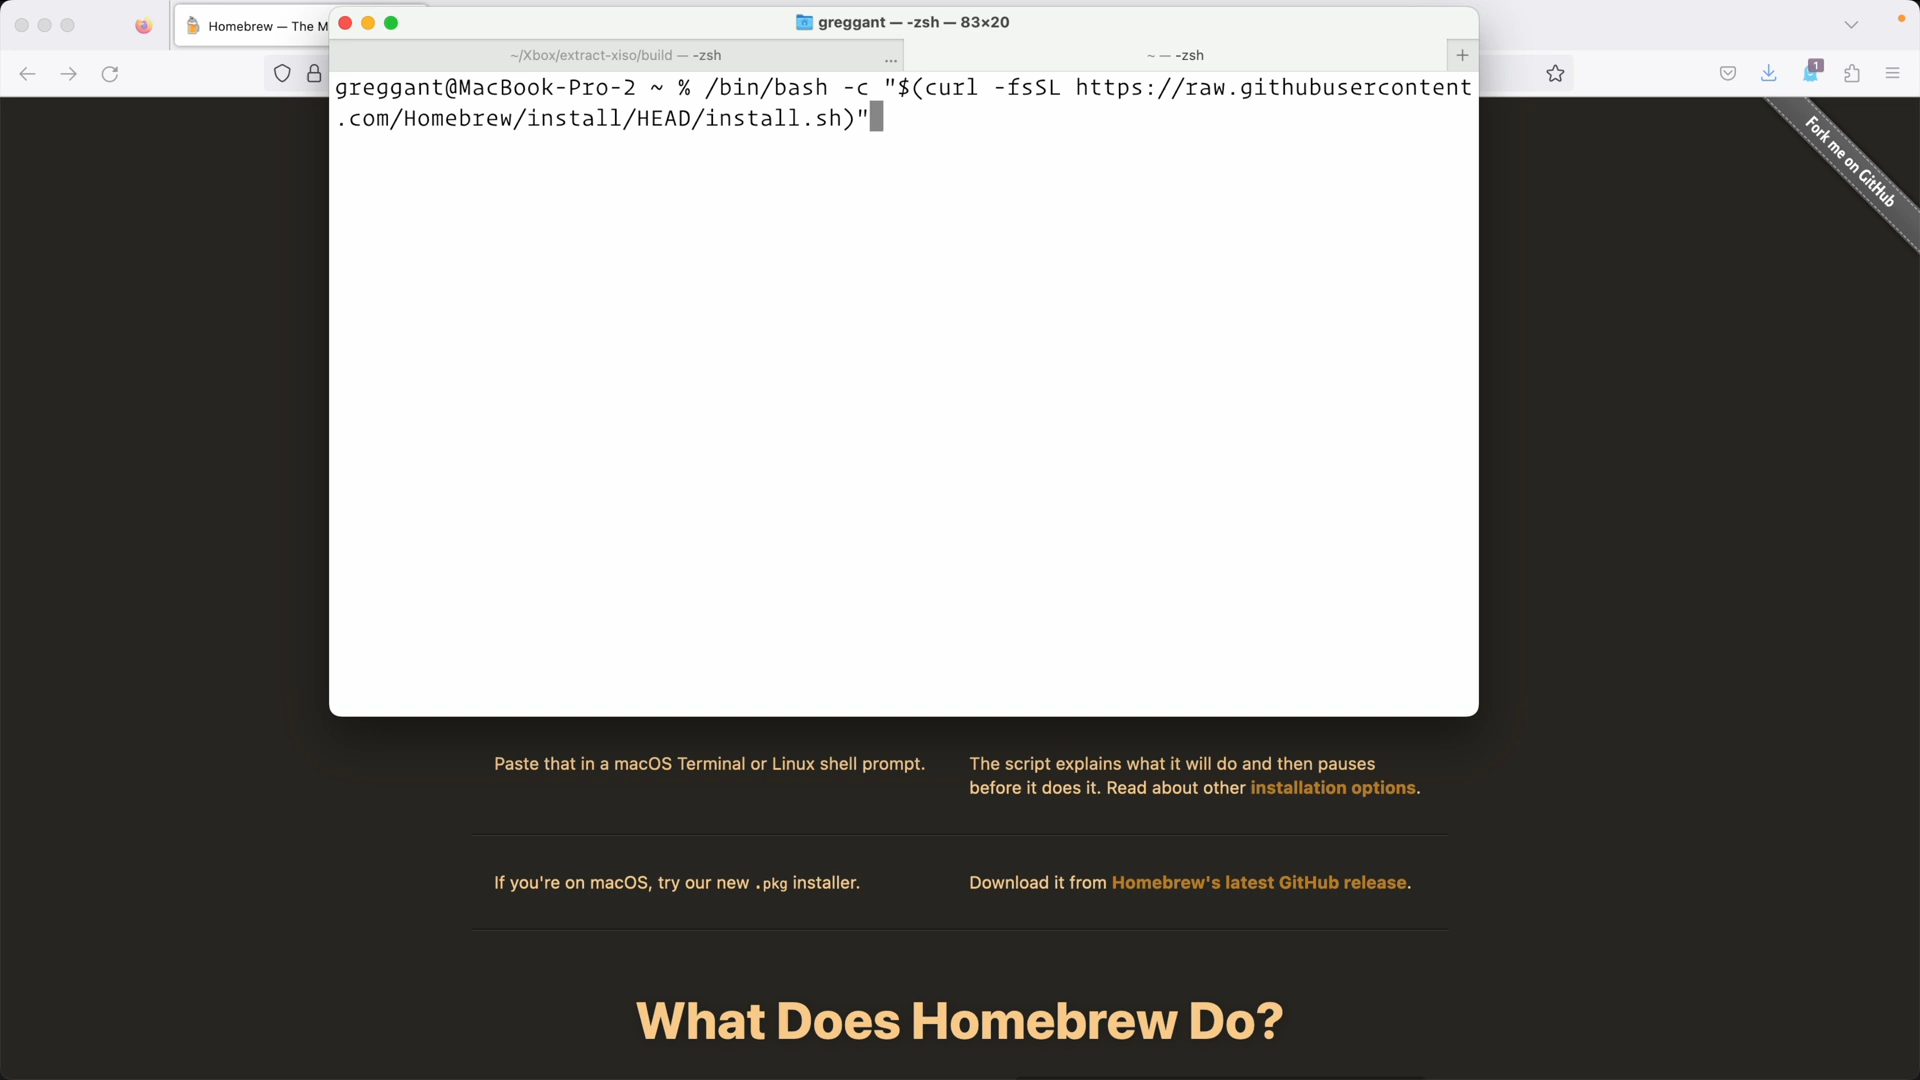 Homebrew — The M
greggant — -zsh — 83×20
~/Xbox/extract-xiso/build — -zsh
...
~ — -zsh
+
1
greggant@MacBook-Pro-2 ~ % /bin/bash -c "$(curl -fsSL https://raw.githubusercontent
.com/Homebrew/install/HEAD/install.sh)"
Fork me on GitHub
Paste that in a macOS Terminal or Linux shell prompt.
The script explains what it will do and then pauses
before it does it. Read about other installation options.
If you're on macOS, try our new .pkg installer.
Download it from Homebrew's latest GitHub release.
What Does Homebrew Do?